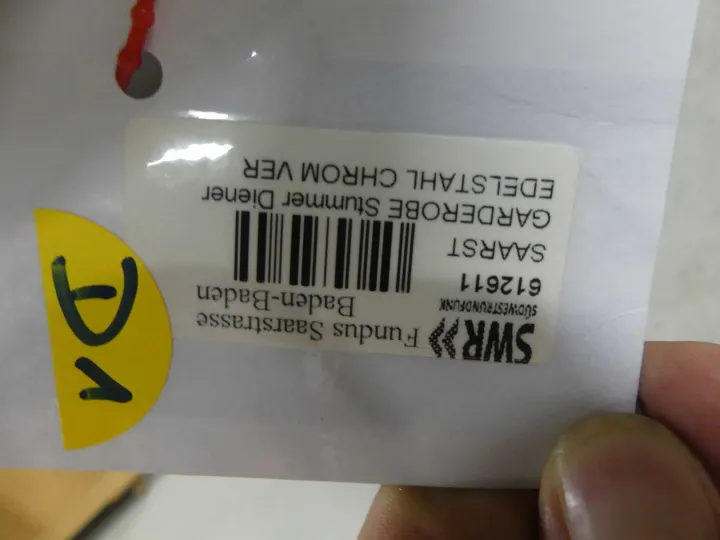 SWR»
SÜDWESTRUNDFUNK
Fundus Saarstrasse
Baden-Baden
612611
SAARST
GARDEROBE Stummer Diener
EDELSTAHL CHROM VER